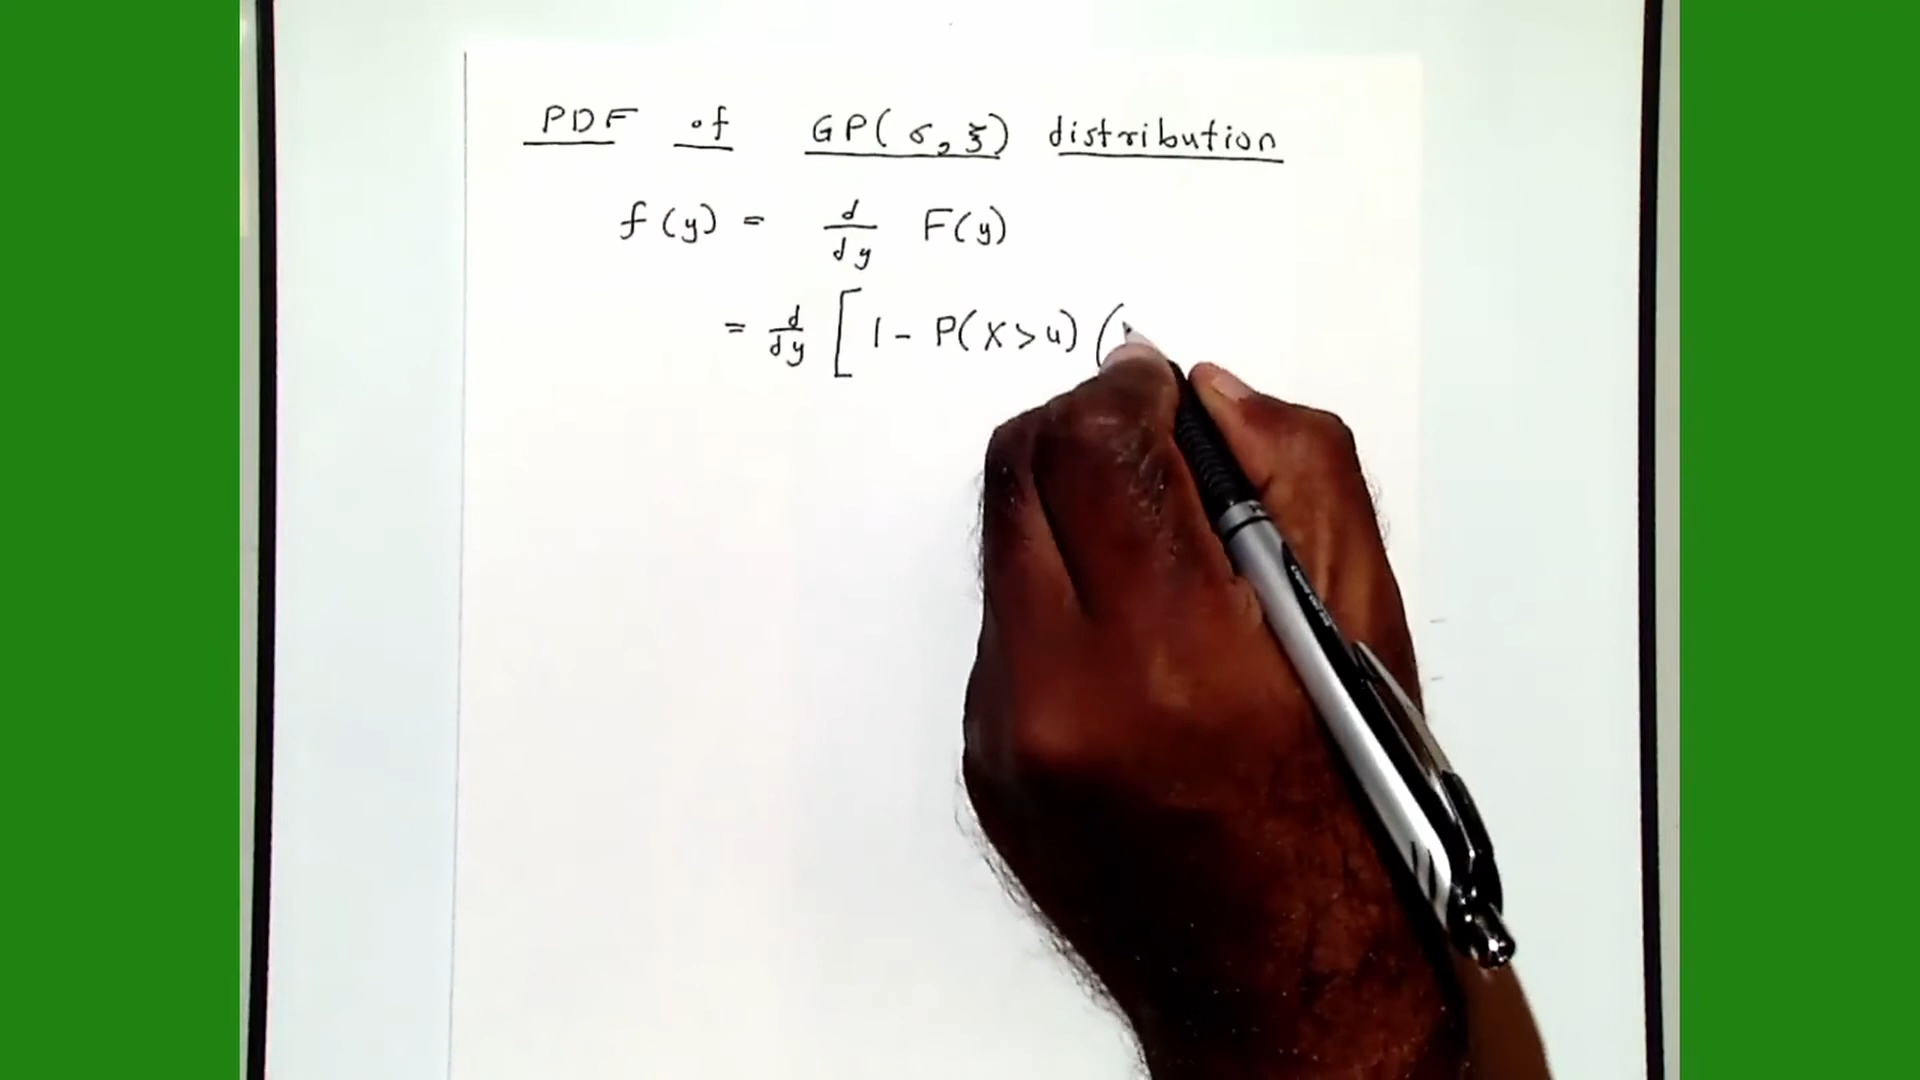 PDF of GP(σ, ξ) distribution
f(y) = d/dy F(y)
= d/dy [ 1 - P(X > u) (